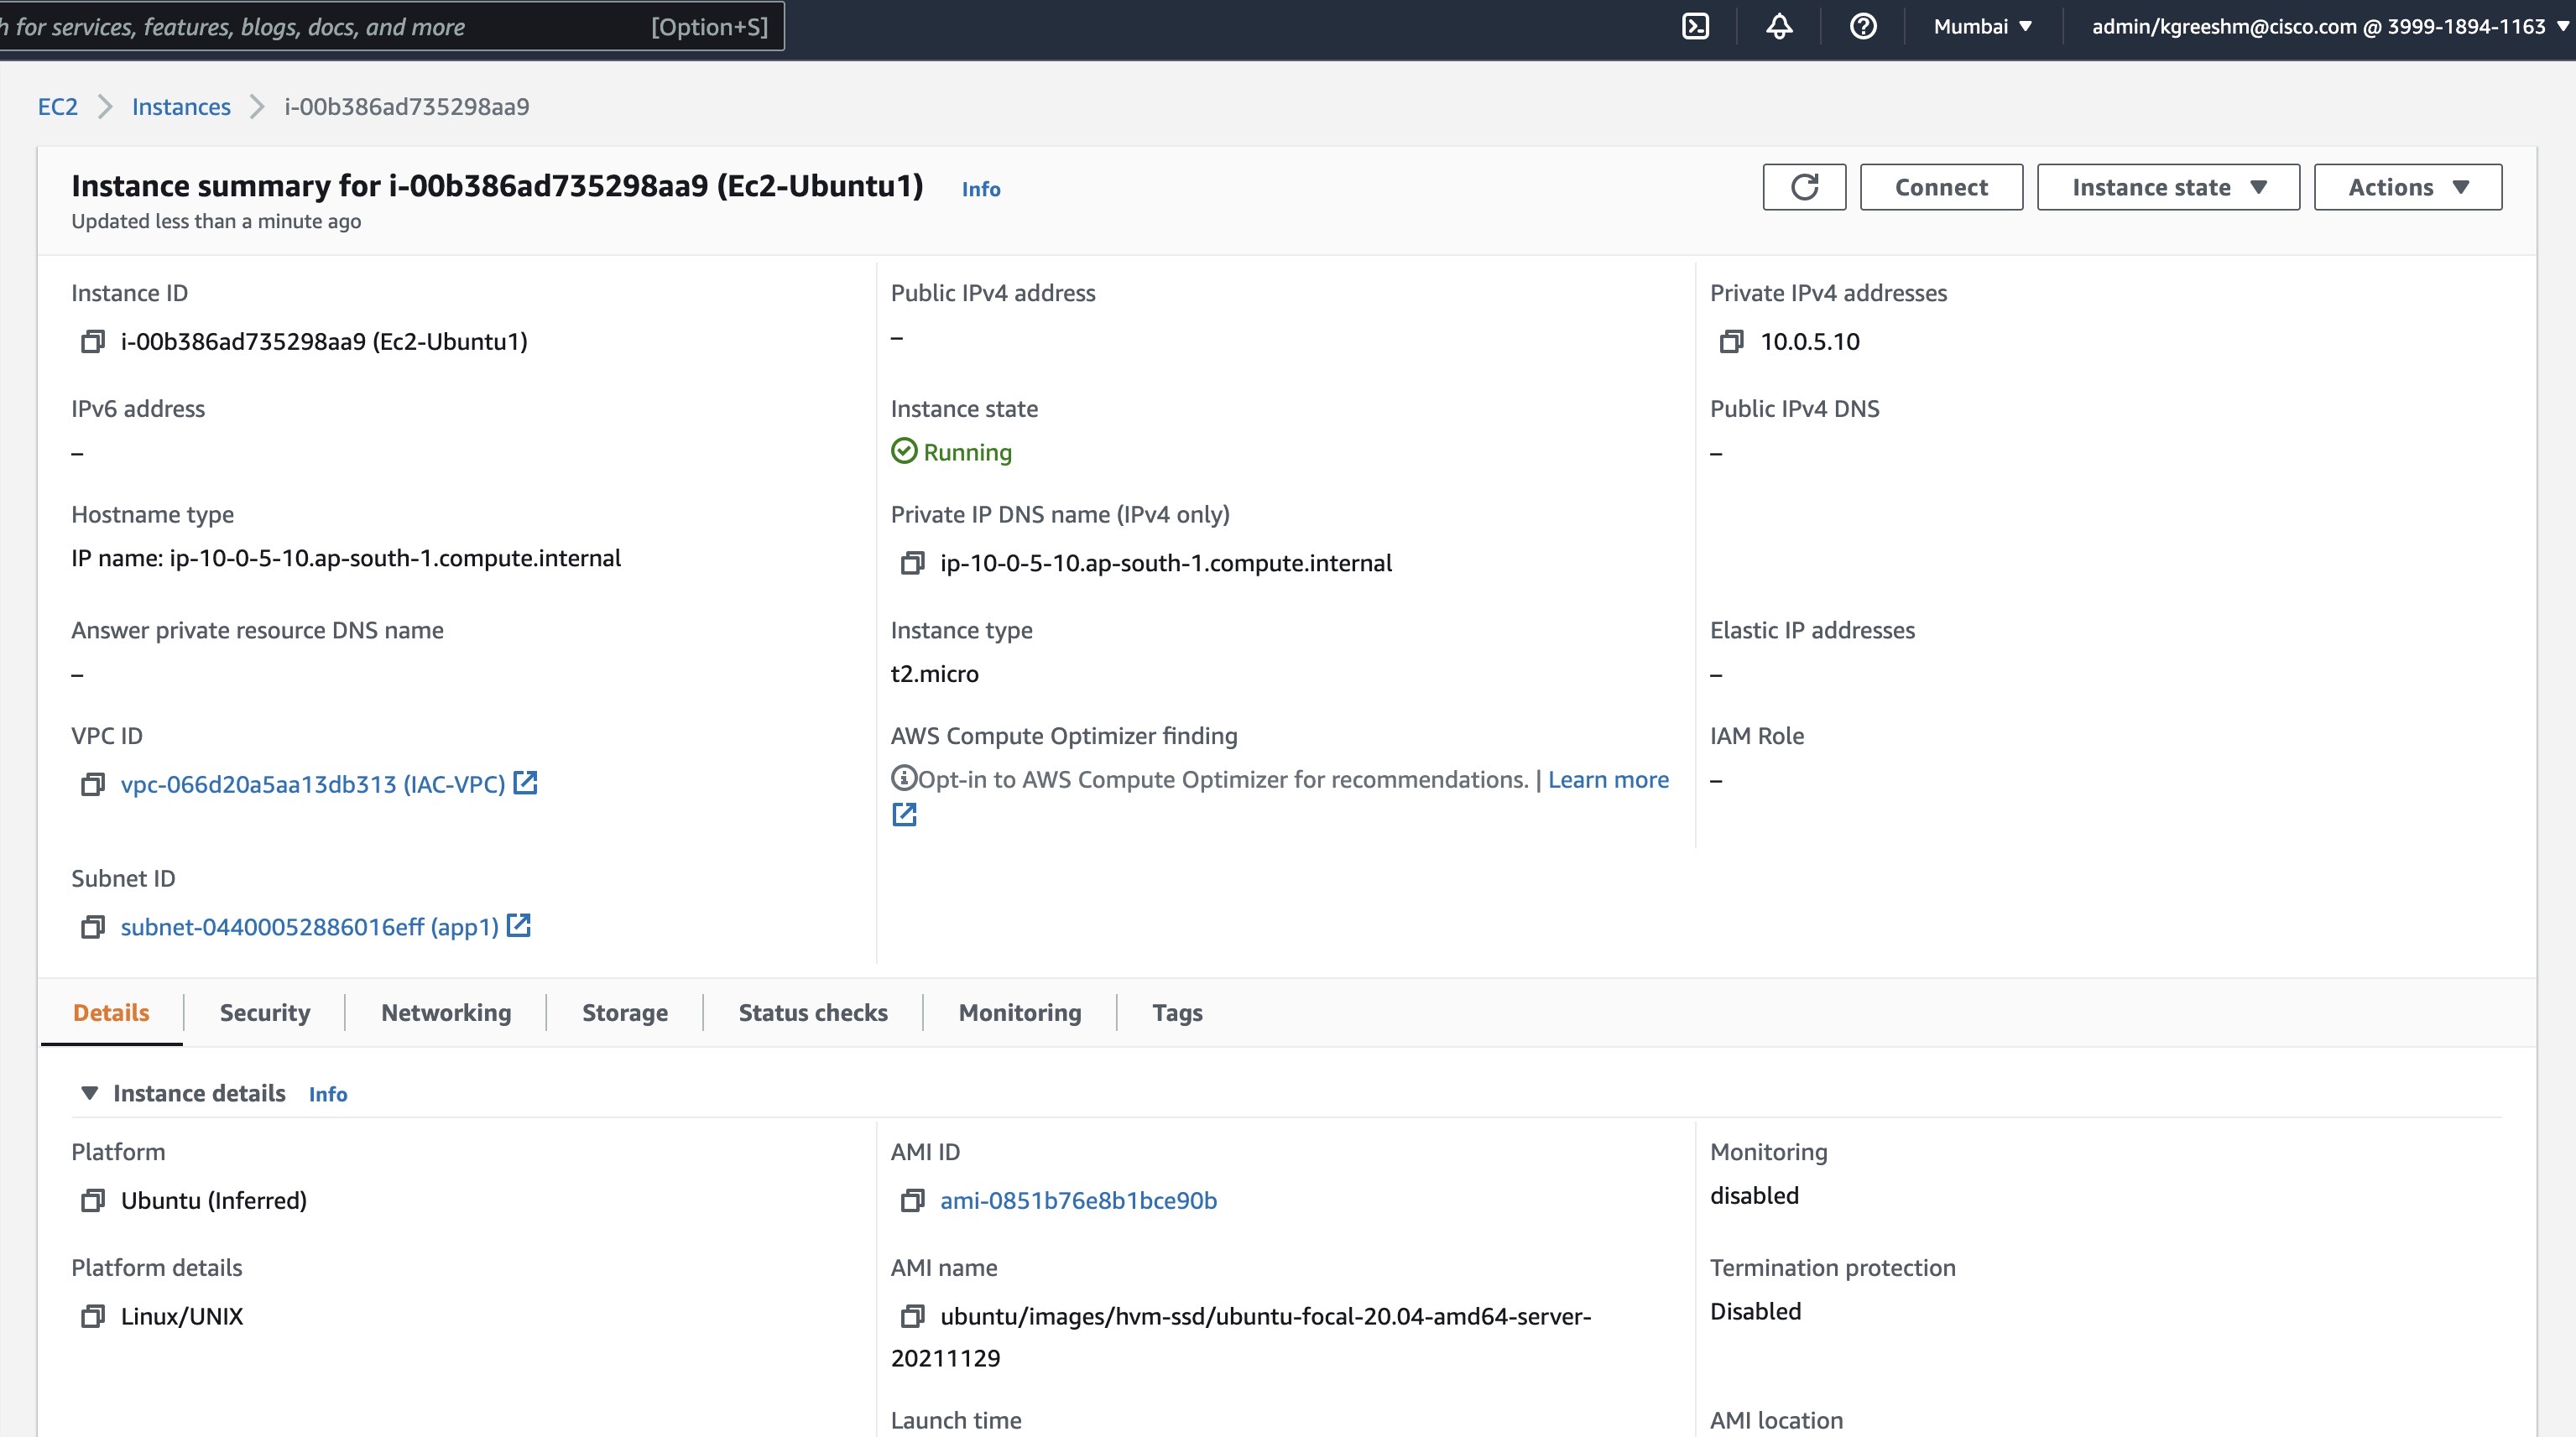 h for services, features, blogs, docs, and more [Option+S] Mumbai admin/kgreeshm@cisco.com @ 3999-1894-1163
EC2 Instances i-00b386ad735298aa9
Instance summary for i-00b386ad735298aa9 (Ec2-Ubuntu1) Info Connect Instance state Actions
Updated less than a minute ago
Instance ID Public IPv4 address Private IPv4 addresses
i-00b386ad735298aa9 (Ec2-Ubuntu1) – 10.0.5.10
IPv6 address Instance state Public IPv4 DNS
– Running –
Hostname type Private IP DNS name (IPv4 only)
IP name: ip-10-0-5-10.ap-south-1.compute.internal ip-10-0-5-10.ap-south-1.compute.internal
Answer private resource DNS name Instance type Elastic IP addresses
– t2.micro –
VPC ID AWS Compute Optimizer finding IAM Role
vpc-066d20a5aa13db313 (IAC-VPC) Opt-in to AWS Compute Optimizer for recommendations. | Learn more –
Subnet ID
subnet-04400052886016eff (app1)
Details Security Networking Storage Status checks Monitoring Tags
Instance details Info
Platform AMI ID Monitoring
Ubuntu (Inferred) ami-0851b76e8b1bce90b disabled
Platform details AMI name Termination protection
Linux/UNIX ubuntu/images/hvm-ssd/ubuntu-focal-20.04-amd64-server- Disabled
20211129
Launch time AMI location